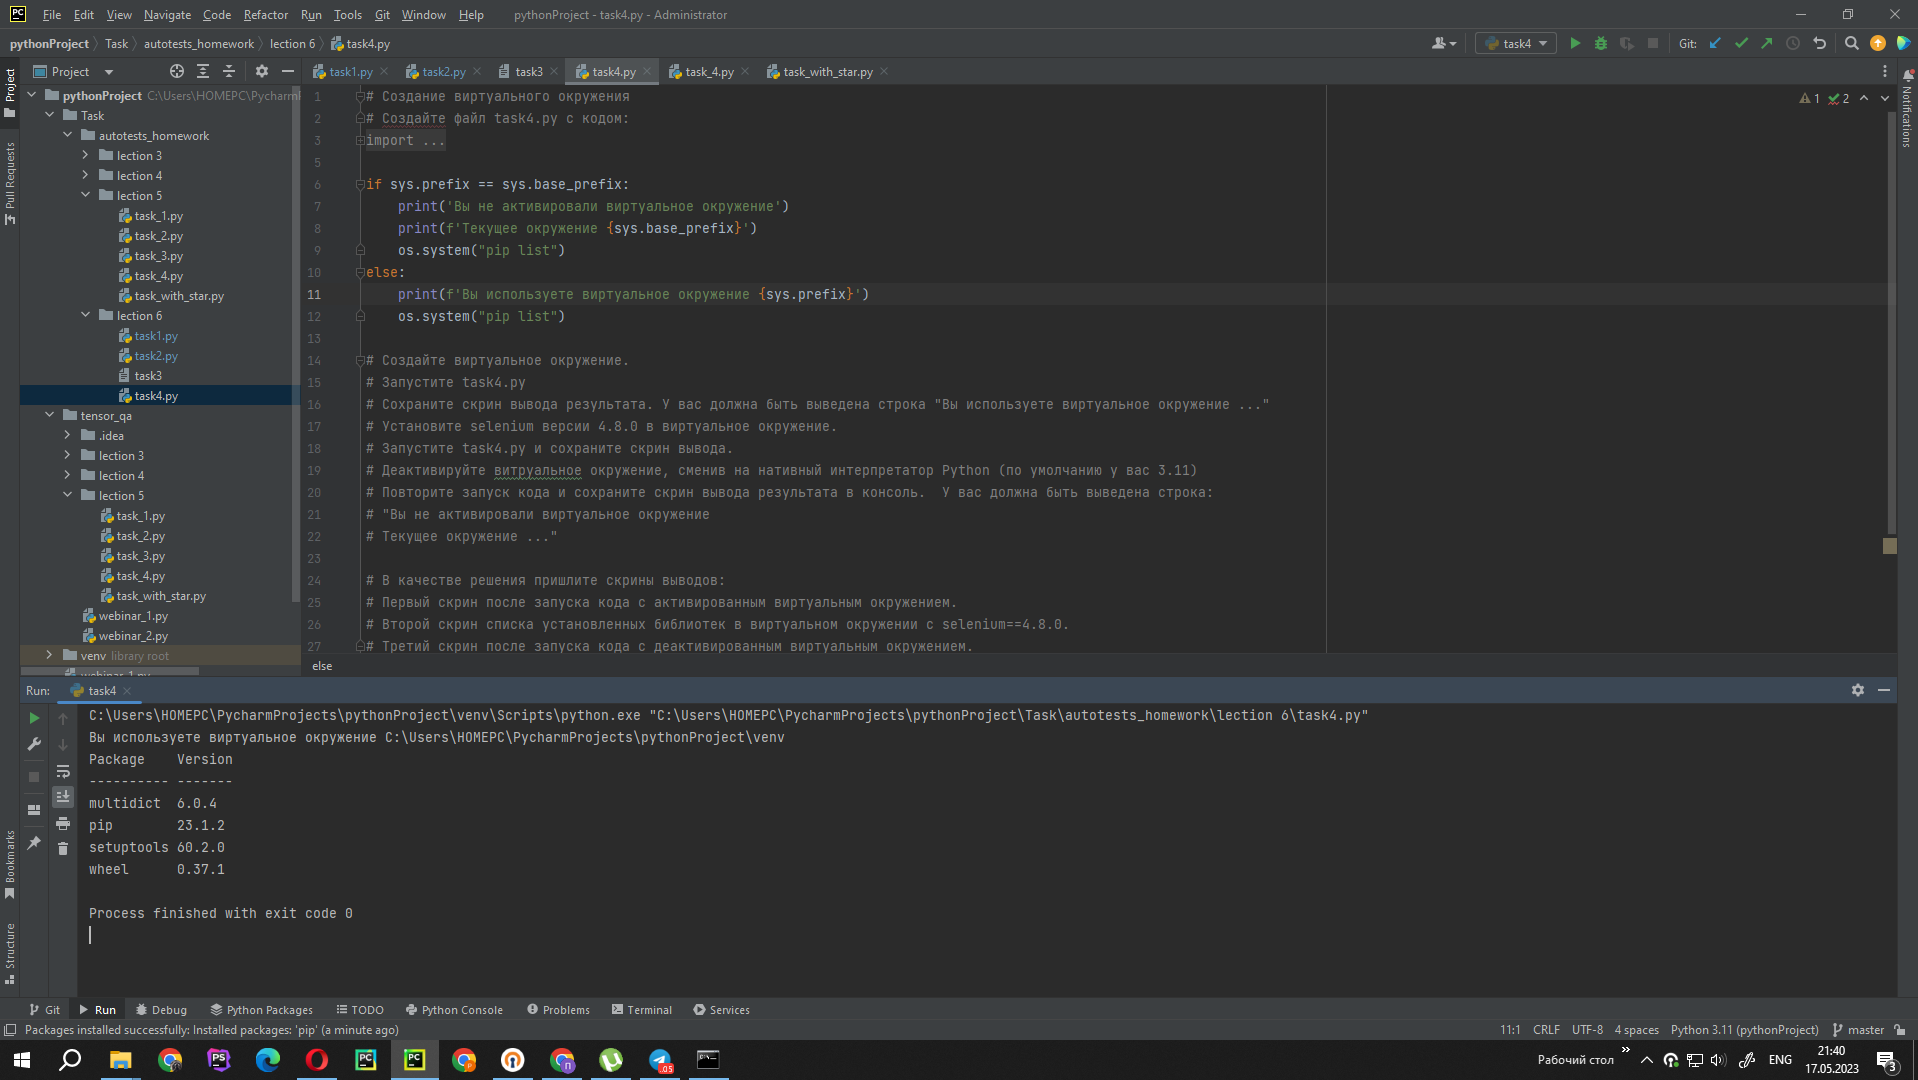 File Edit View Navigate Code Refactor Run Tools Git Window Help pythonProject - task4.py - Administrator
pythonProject Task autotests_homework lection 6 task4.py
task4 Git:
Project
task1.py task2.py task3 task4.py task_4.py task_with_star.py
Project
Pull Requests
Bookmarks
Structure
Notifications
pythonProject C:\Users\HOMEPC\Pycharm
Task
autotests_homework
lection 3
lection 4
lection 5
task_1.py
task_2.py
task_3.py
task_4.py
task_with_star.py
lection 6
task1.py
task2.py
task3
task4.py
tensor_qa
.idea
lection 3
lection 4
lection 5
task_1.py
task_2.py
task_3.py
task_4.py
task_with_star.py
webinar_1.py
webinar_2.py
venv library root
webinar_1.py
1 2
1 # Создание виртуального окружения
2 # Создайте файл task4.py с кодом:
3 import ...
5
6 if sys.prefix == sys.base_prefix:
7 print('Вы не активировали виртуальное окружение')
8 print(f'Текущее окружение {sys.base_prefix}')
9 os.system("pip list")
10 else:
11 print(f'Вы используете виртуальное окружение {sys.prefix}')
12 os.system("pip list")
13
14 # Создайте виртуальное окружение.
15 # Запустите task4.py
16 # Сохраните скрин вывода результата. У вас должна быть выведена строка "Вы используете виртуальное окружение ..."
17 # Установите selenium версии 4.8.0 в виртуальное окружение.
18 # Запустите task4.py и сохраните скрин вывода.
19 # Деактивируйте витруальное окружение, сменив на нативный интерпретатор Python (по умолчанию у вас 3.11)
20 # Повторите запуск кода и сохраните скрин вывода результата в консоль.  У вас должна быть выведена строка:
21 # "Вы не активировали виртуальное окружение
22 # Текущее окружение ..."
23
24 # В качестве решения пришлите скрины выводов:
25 # Первый скрин после запуска кода с активированным виртуальным окружением.
26 # Второй скрин списка установленных библиотек в виртуальном окружении с selenium==4.8.0.
27 # Третий скрин после запуска кода с деактивированным виртуальным окружением.
else
Run: task4
C:\Users\HOMEPC\PycharmProjects\pythonProject\venv\Scripts\python.exe "C:\Users\HOMEPC\PycharmProjects\pythonProject\Task\autotests_homework\lection 6\task4.py"
Вы используете виртуальное окружение C:\Users\HOMEPC\PycharmProjects\pythonProject\venv
Package    Version
---------- -------
multidict  6.0.4
pip        23.1.2
setuptools 60.2.0
wheel      0.37.1
Process finished with exit code 0
Git Run Debug Python Packages TODO Python Console Problems Terminal Services
Packages installed successfully: Installed packages: 'pip' (a minute ago) 11:1 CRLF UTF-8 4 spaces Python 3.11 (pythonProject) master
Рабочий стол ENG 21:40
17.05.2023
3